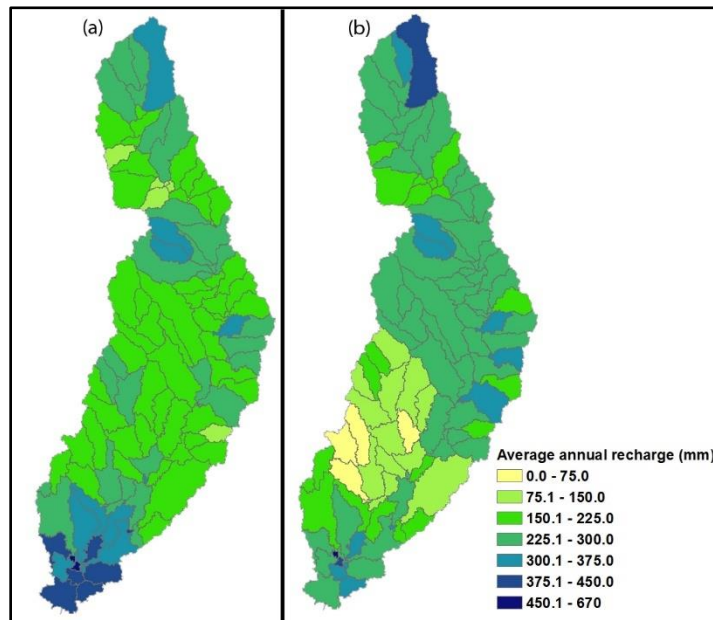 (a)
(b)
Average annual recharge (mm)
0.0 - 75.0
75.1 - 150.0
150.1 - 225.0
225.1 - 300.0
300.1 - 375.0
375.1 - 450.0
450.1 - 670